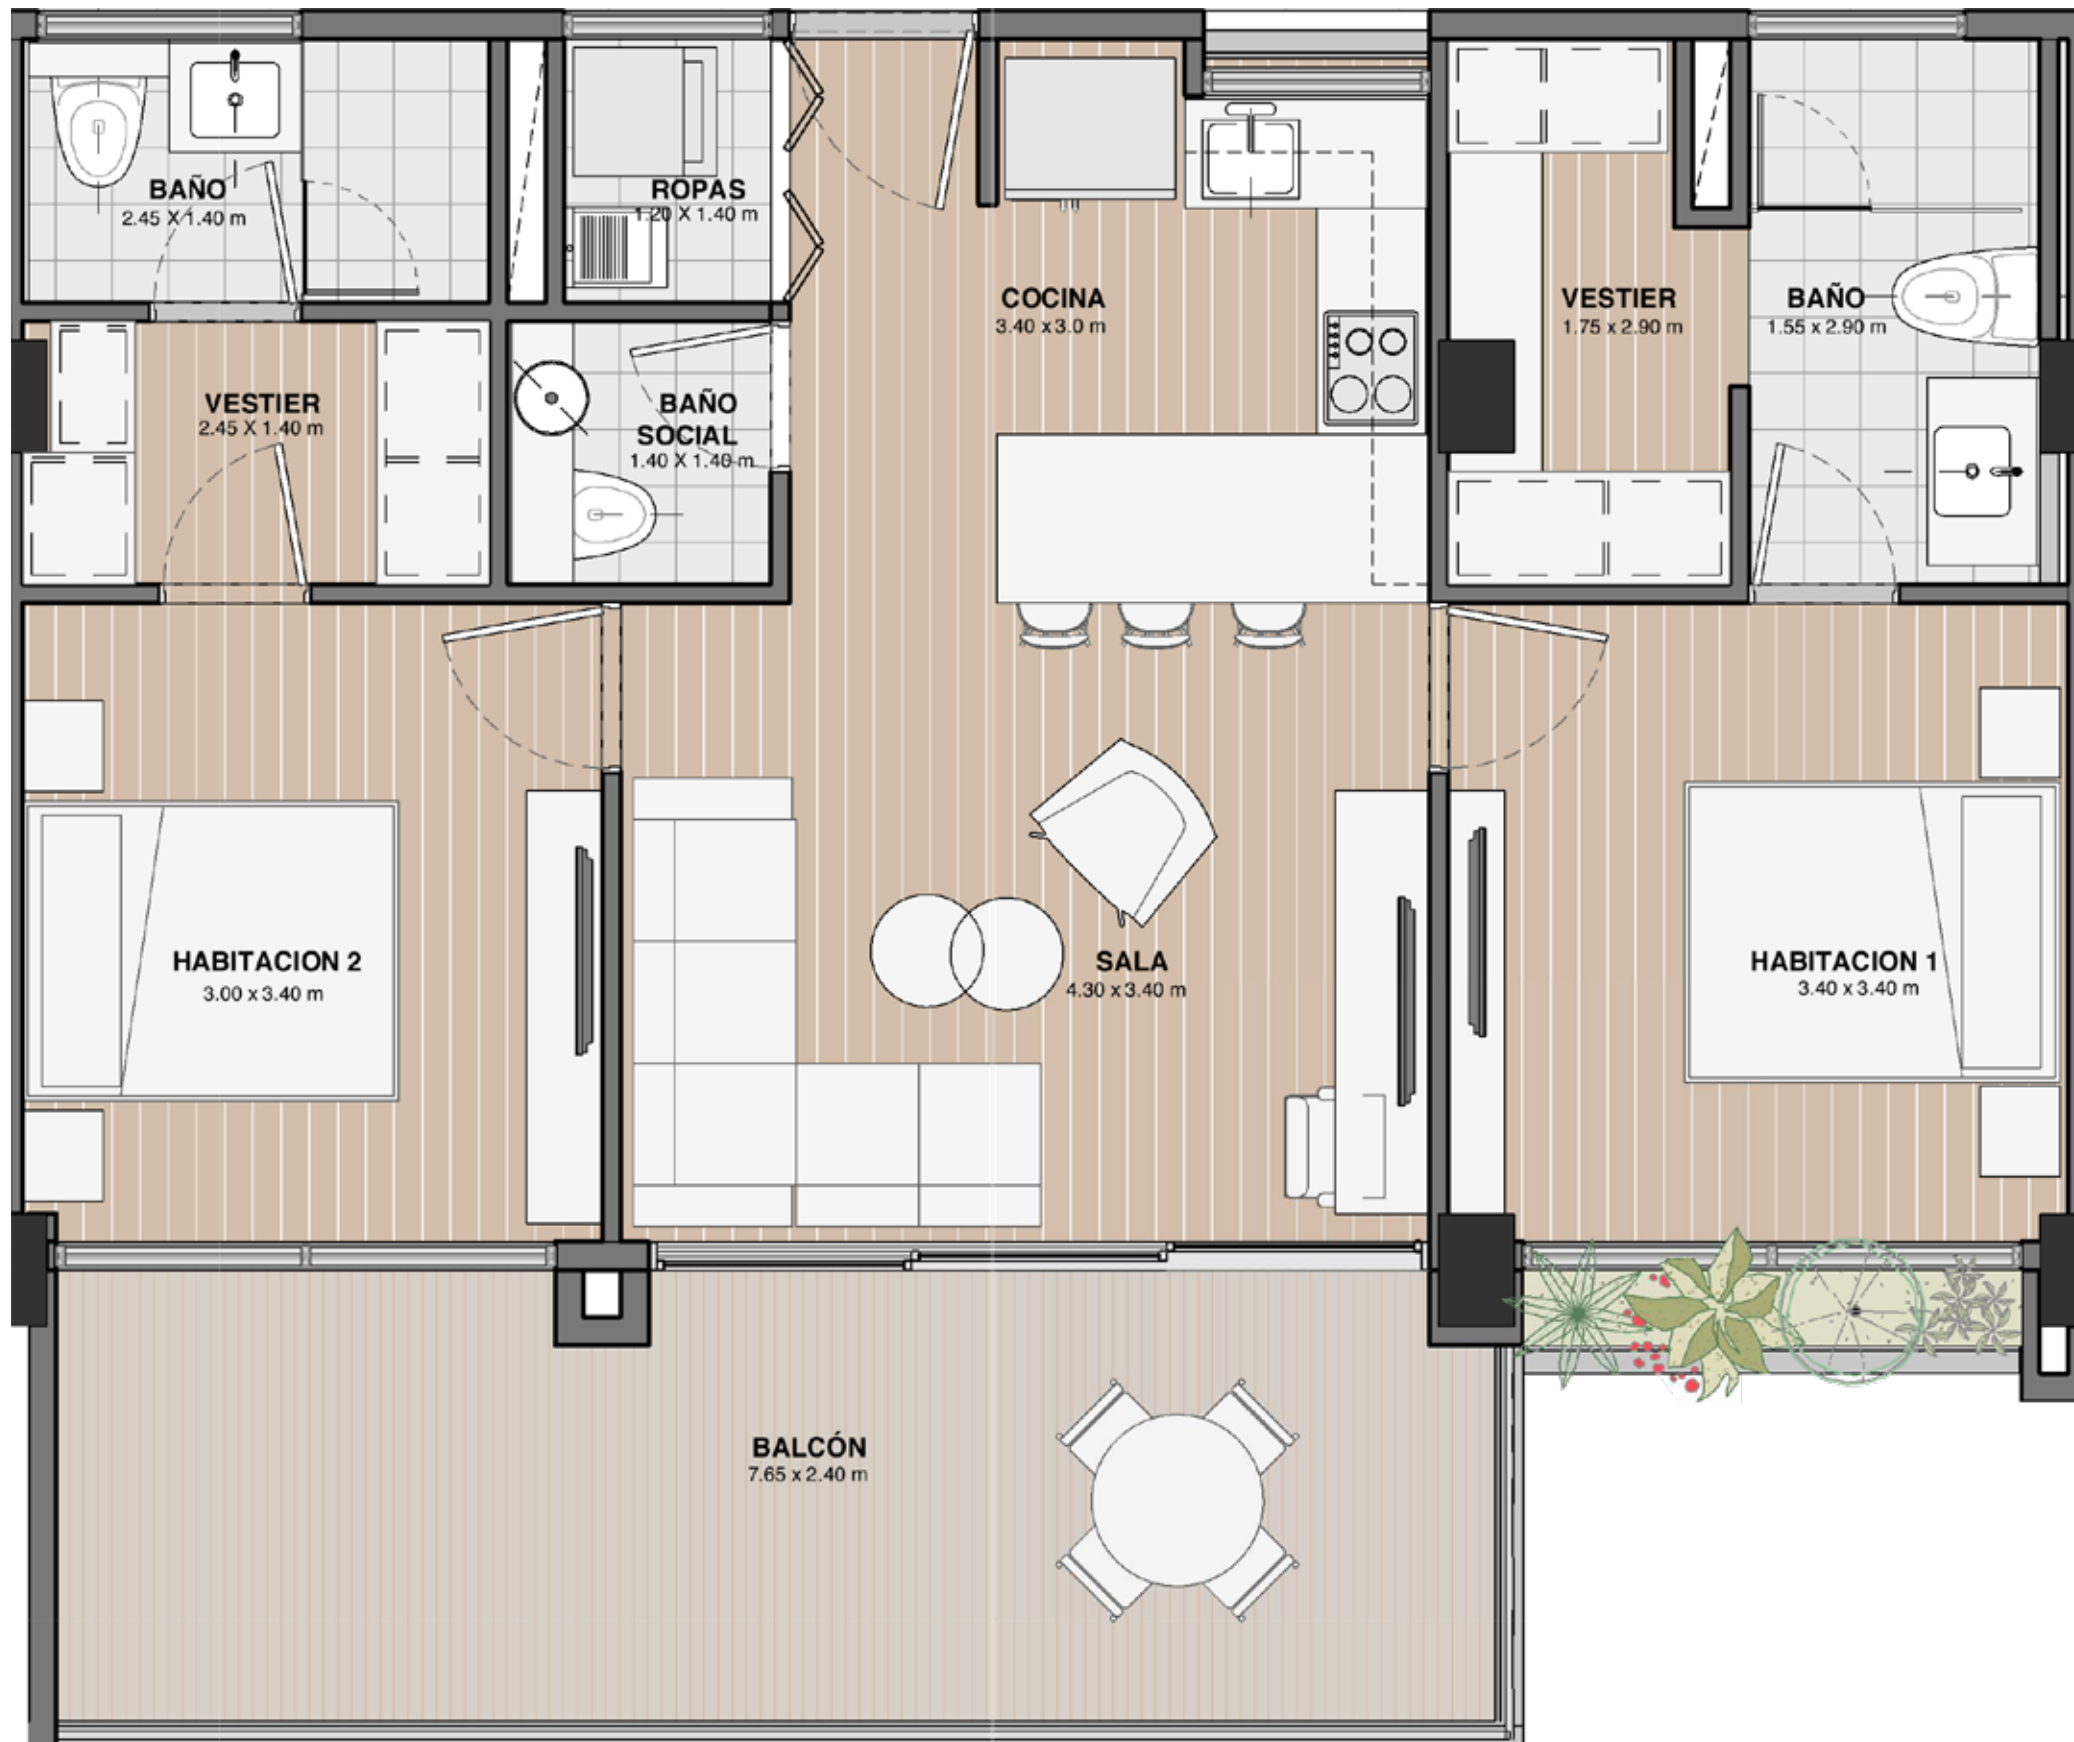 BAÑO
2.45 X 1.40 m
ROPAS
1.20 X 1.40 m
COCINA
3.40 x 3.0 m
VESTIER
1.75 x 2.90 m
BAÑO
1.55 x 2.90 m
VESTIER
2.45 X 1.40 m
BAÑO
SOCIAL
1.40 X 1.40 m
HABITACION 2
3.00 x 3.40 m
SALA
4.30 x 3.40 m
HABITACION 1
3.40 x 3.40 m
BALCÓN
7.65 x 2.40 m